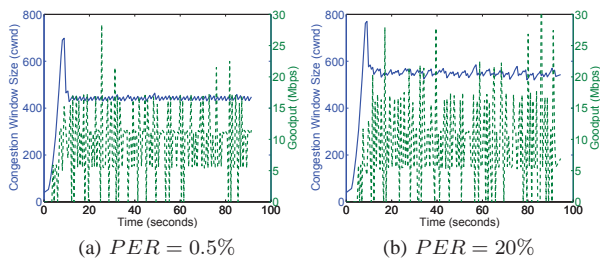 800
600
400
200
0
Congestion Window Size (cwnd)
0 20 40 60 80 100
Time (seconds)
30
25
20
15
10
5
0
Goodput (Mbps)
(a) PER = 0.5%
800
600
400
200
0
Congestion Window Size (cwnd)
0 20 40 60 80 100
Time (seconds)
30
25
20
15
10
5
0
Goodput (Mbps)
(b) PER = 20%